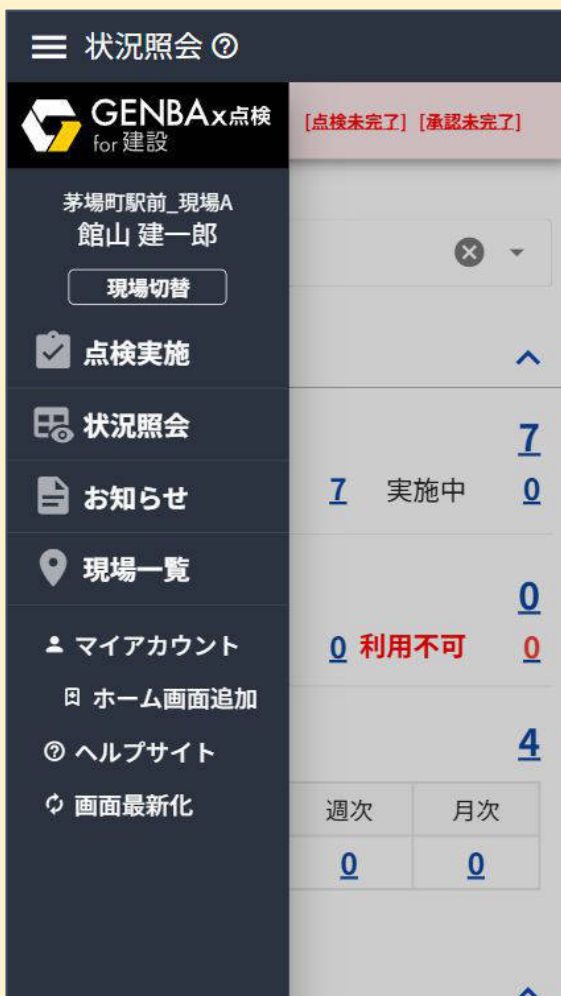 状況照会
GENBAx点検
for 建設
[点検未完了] [承認未完了]
茅場町駅前_現場A
館山 建一郎
現場切替
点検実施
状況照会
7
7 実施中 0
お知らせ
現場一覧
0
マイアカウント
0 利用不可 0
ホーム画面追加
4
ヘルプサイト
画面最新化
週次 月次
0 0